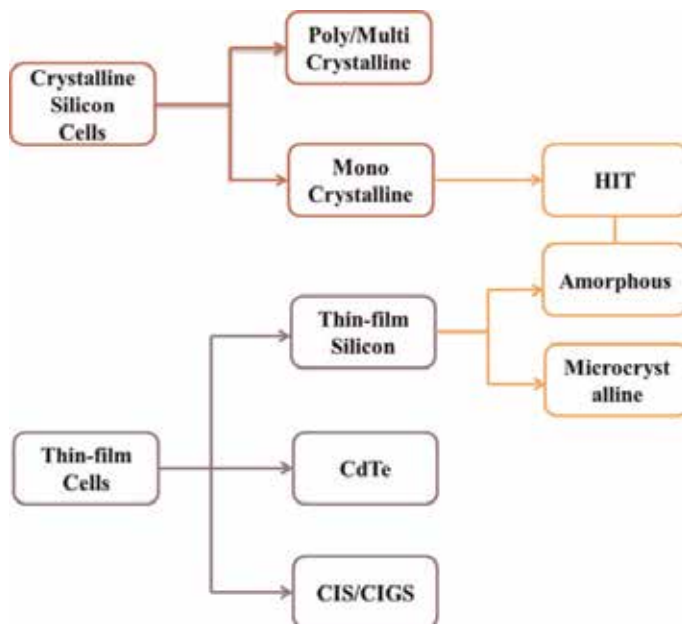 Poly/Multi
Crystalline
Crystalline
Silicon
Cells
Mono
Crystalline
HIT
Amorphous
Thin-film
Silicon
Microcryst
alline
Thin-film
Cells
CdTe
CIS/CIGS